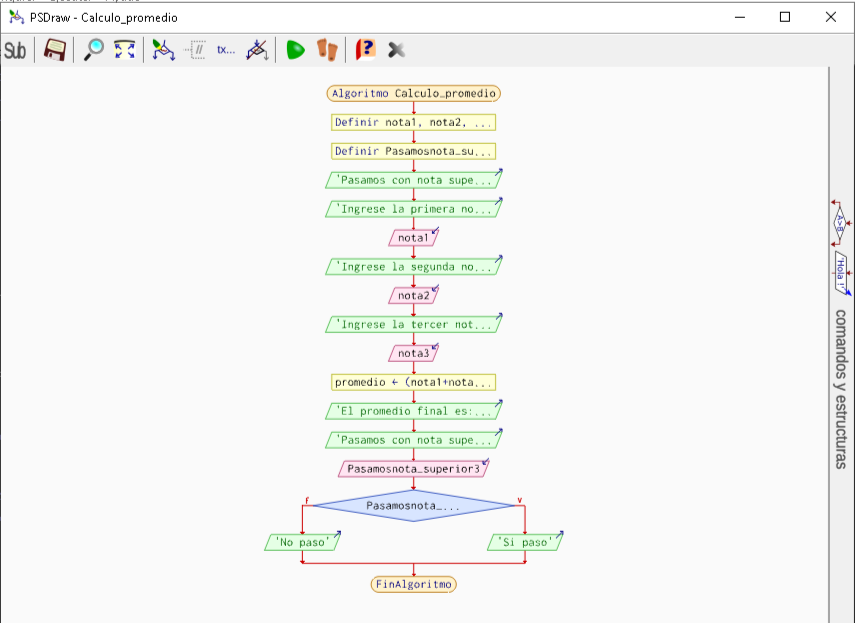 PSDraw - Calculo_promedio
Sub
//
tx...
?
Algoritmo Calculo_promedio
Definir nota1, nota2, ...
Definir Pasamosnota_su...
'Pasamos con nota supe...
'Ingrese la primera no...
nota1
'Ingrese la segunda no...
nota2
'Ingrese la tercer not...
nota3
promedio ← (nota1+nota...
'El promedio final es:...
'Pasamos con nota supe...
Pasamosnota_superior3
Pasamosnota_...
f
v
'No paso'
'Si paso'
FinAlgoritmo
A>B
'Hola !'
comandos y estructuras